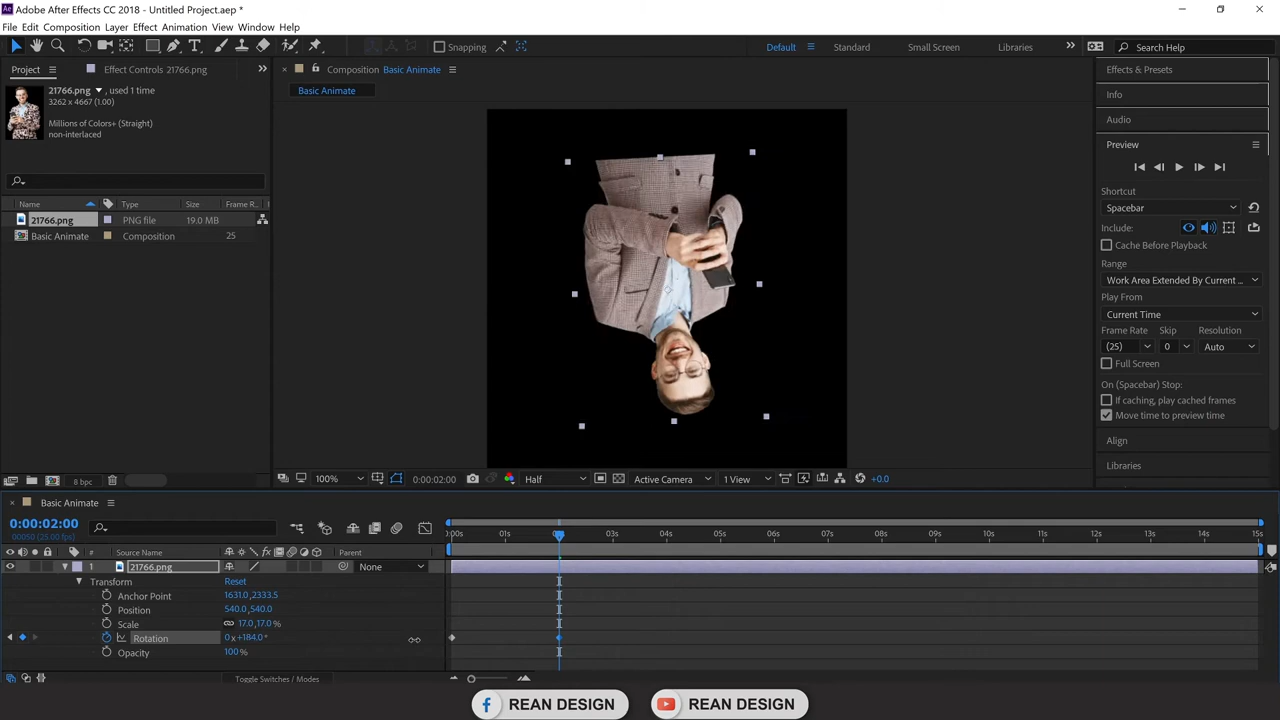 Adobe After Effects CC 2018 - Untitled Project.aep *
File Edit Composition Layer Effect Animation View Window Help
Snapping Default Standard Small Screen Libraries Search Help
Project Effect Controls 21766.png Composition Basic Animate Effects & Presets
21766.png , used 1 time Basic Animate
3262 x 4667 (1.00) Info
Millions of Colors+ (Straight) Audio
non-interlaced
Preview
Shortcut
Name Type Size Frame R... Spacebar
21766.png PNG file 19.0 MB Include:
Basic Animate Composition 25
Cache Before Playback
Range
Work Area Extended By Current ...
Play From
Current Time
Frame Rate Skip Resolution
(25) 0 Auto
Full Screen
On (Spacebar) Stop:
If caching, play cached frames
Move time to preview time
Align
Libraries
8 bpc 100% 0:00:02:00 Half Active Camera 1 View +0.0
Basic Animate
0:00:02:00
00050 (25.00 fps)
:00s 01s 03s 04s 05s 06s 07s 08s 09s 10s 11s 12s 13s 14s 15s
# Source Name Parent
1 21766.png None
Transform Reset
Anchor Point 1631.0,2333.5
Position 540.0,540.0
Scale 17.0,17.0 %
Rotation 0 x +184.0 °
Opacity 100 %
Toggle Switches / Modes
REAN DESIGN REAN DESIGN